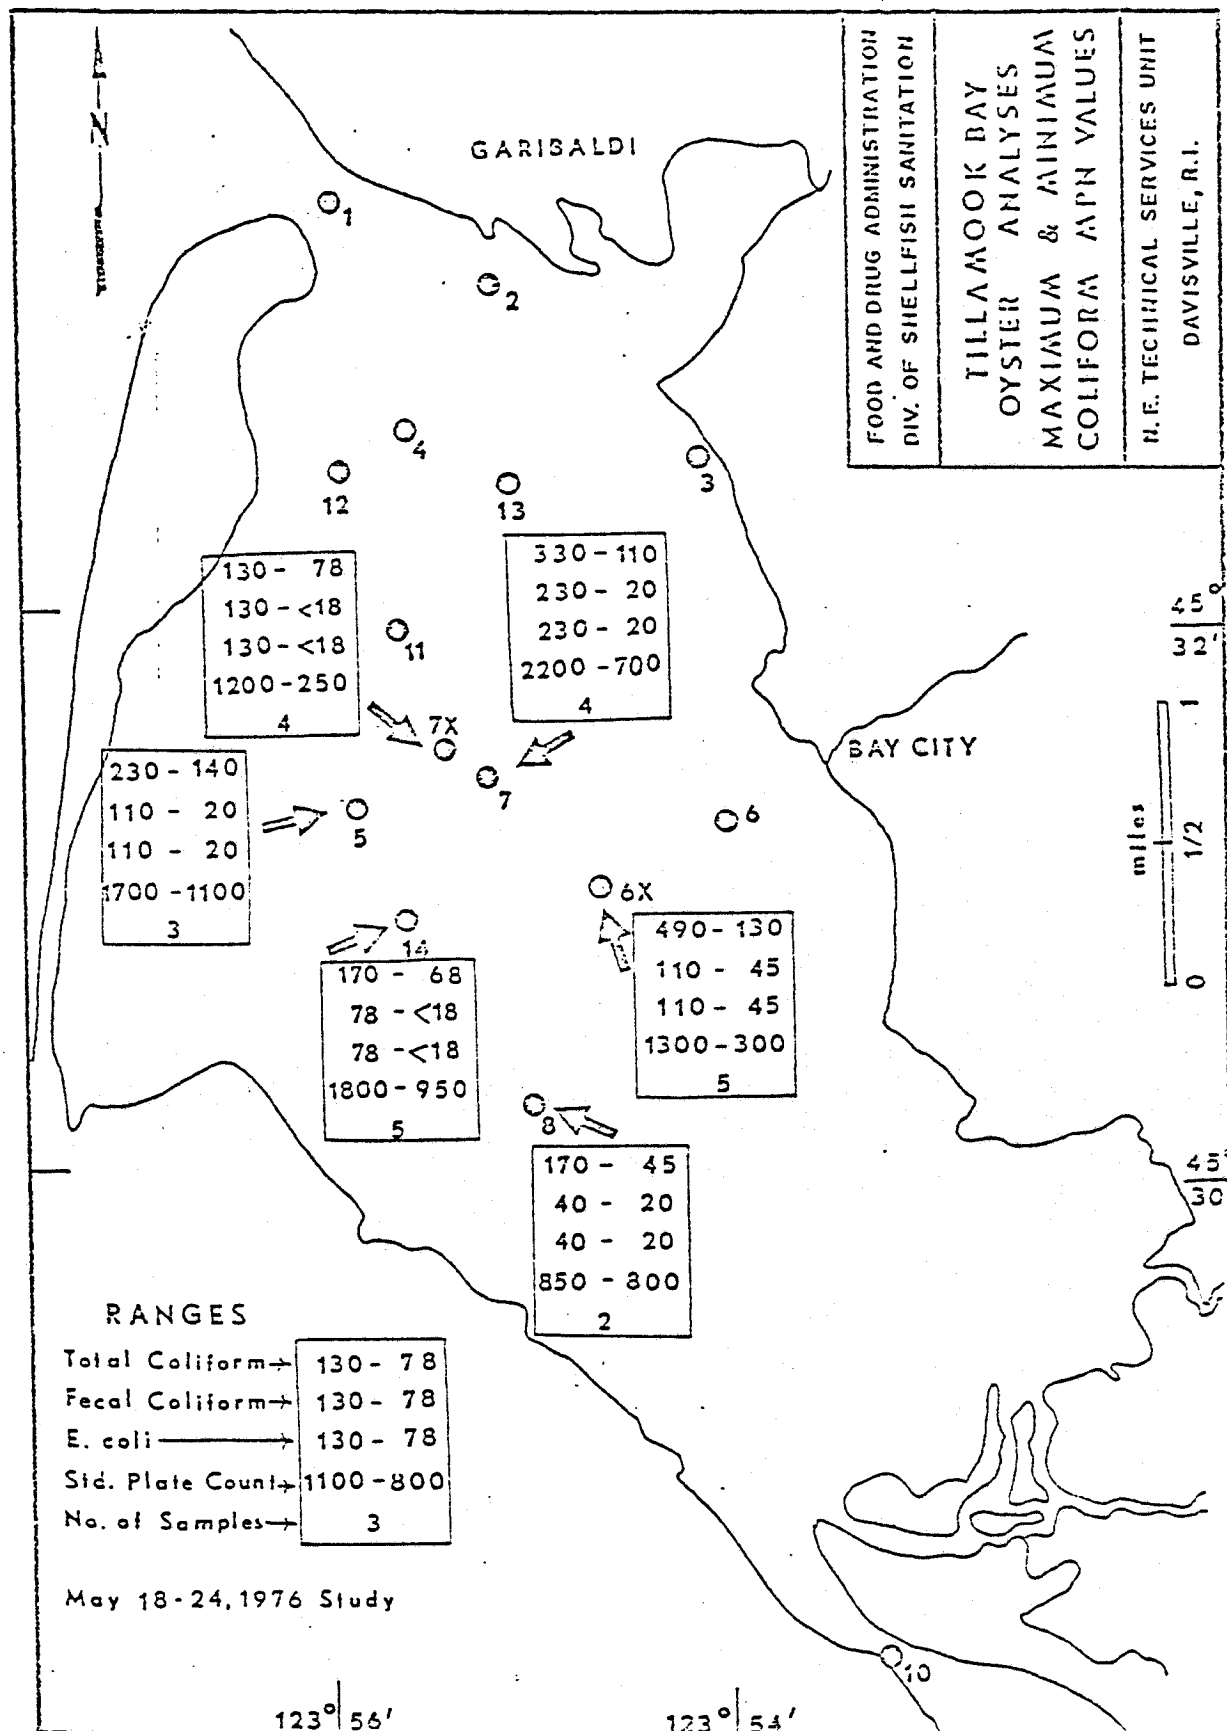 N
GARIBALDI
FOOD AND DRUG ADMINISTRATION
DIV. OF SHELLFISH SANITATION
TILLAMOOK BAY
OYSTER ANALYSES
MAXIMUM & MINIMUM
COLIFORM MPN VALUES
N.E. TECHNICAL SERVICES UNIT
DAVISVILLE, R.I.
1
2
4
12
13
3
130 - 78
130 - <18
130 - <18
1200 - 250
4
330 - 110
230 - 20
230 - 20
2200 - 700
4
11
45°
32'
7X
7
BAY CITY
230 - 140
110 - 20
110 - 20
1700 - 1100
3
5
6
miles
1
1/2
0
6X
14
170 - 68
78 - <18
78 - <18
1800 - 950
5
490 - 130
110 - 45
110 - 45
1300 - 300
5
8
170 - 45
40 - 20
40 - 20
850 - 800
2
45°
30
RANGES
Total Coliform→ 130 - 78
Fecal Coliform→ 130 - 78
E. coli→ 130 - 78
Std. Plate Count→ 1100 - 800
No. of Samples→ 3
May 18-24, 1976 Study
10
123° 56'
123° 54'